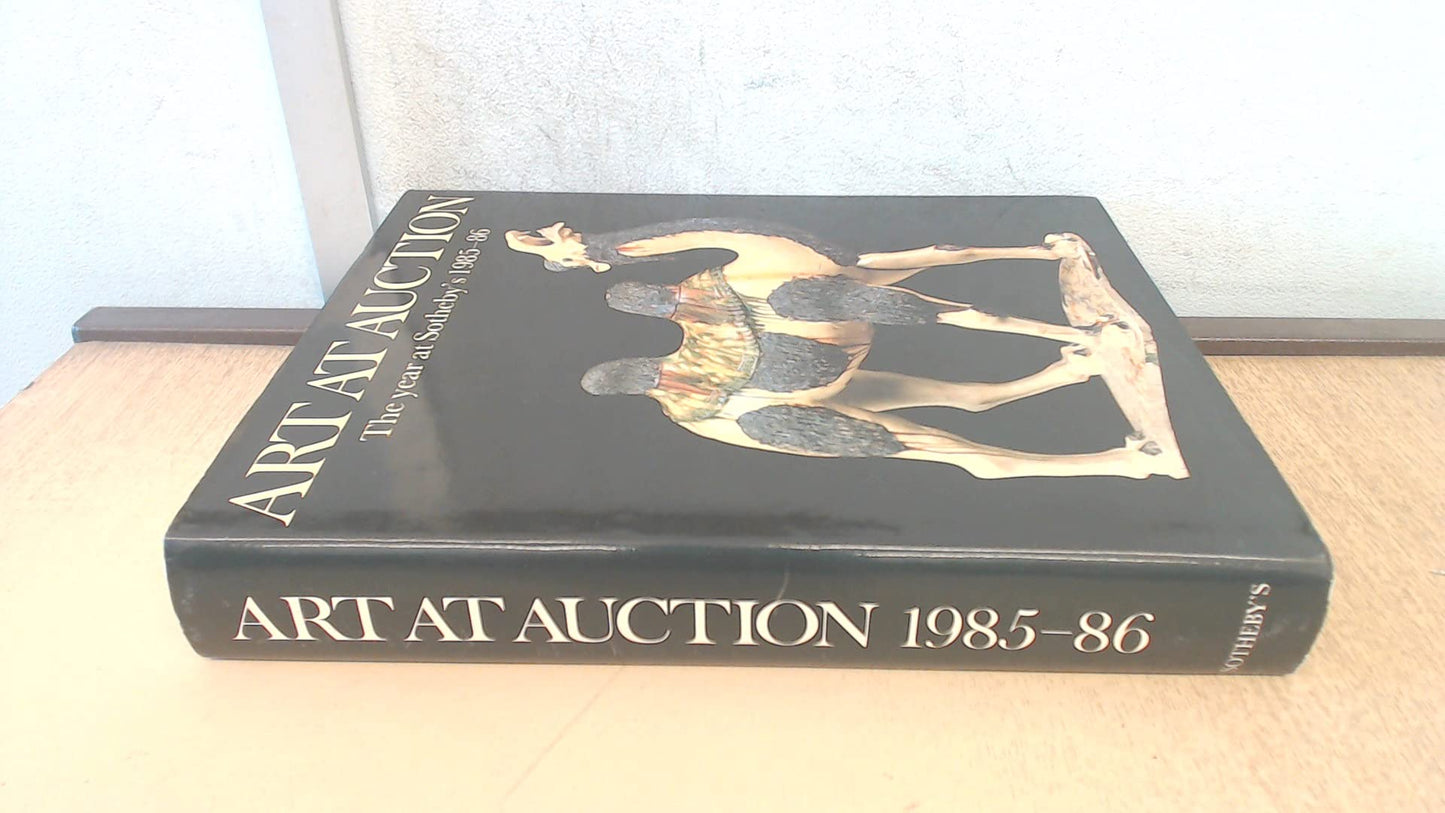 ART AT AUCTION
The year at Sotheby's 1985–86
ART AT AUCTION 1985–86
SOTHEBY'S